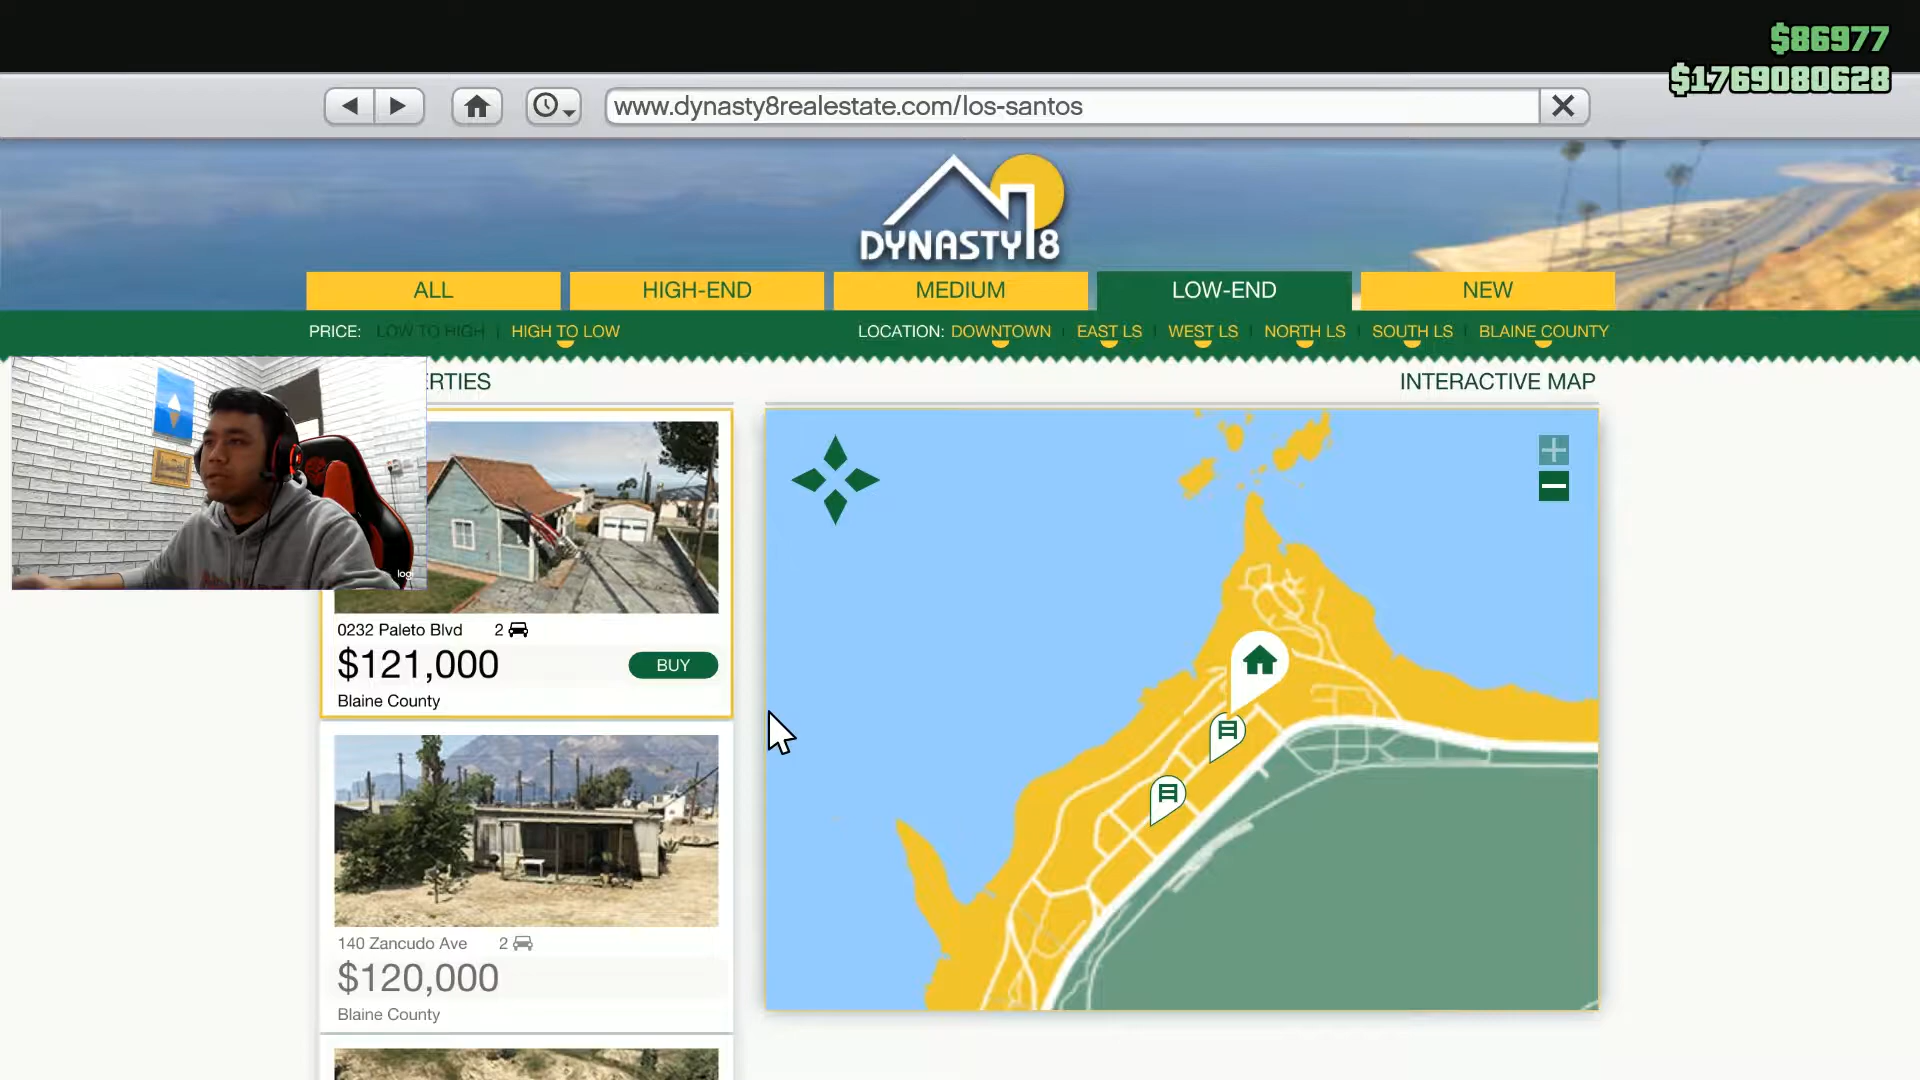 $86977
$1769080628
www.dynasty8realestate.com/los-santos
DYNASTY 8
ALL
HIGH-END
MEDIUM
LOW-END
NEW
PRICE: LOW TO HIGH | HIGH TO LOW
LOCATION: DOWNTOWN | EAST LS | WEST LS | NORTH LS | SOUTH LS | BLAINE COUNTY
ERTIES
INTERACTIVE MAP
logi
0232 Paleto Blvd 2
$121,000
BUY
Blaine County
140 Zancudo Ave 2
$120,000
Blaine County